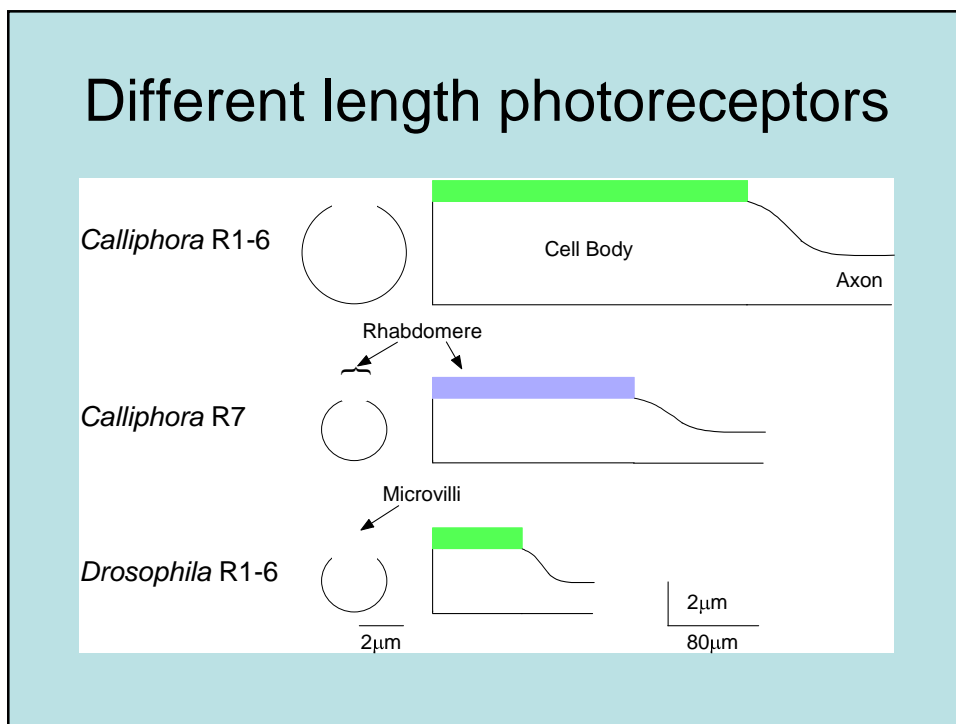 Different length photoreceptors
Calliphora R1-6
Cell Body
Axon
Rhabdomere
Calliphora R7
Microvilli
Drosophila R1-6
2μm
2μm
80μm